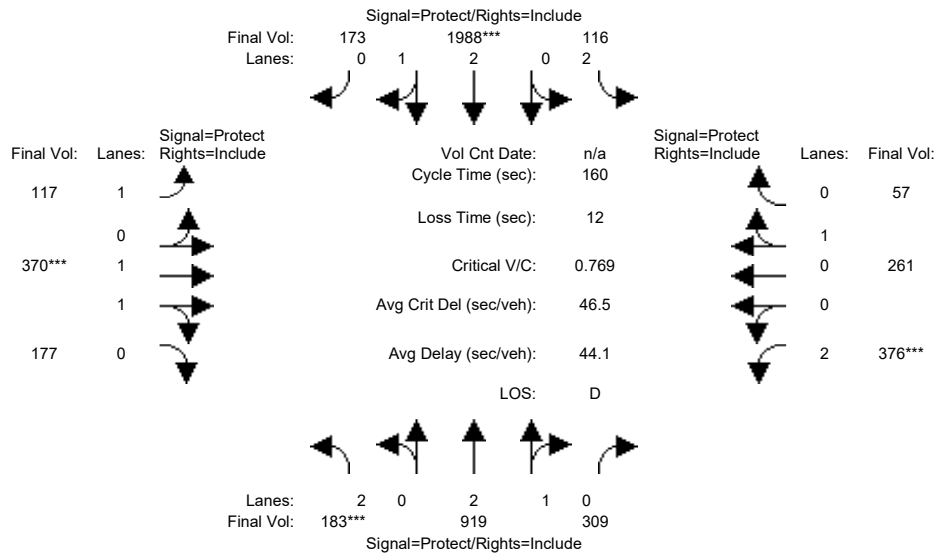 Signal=Protect/Rights=Include
Final Vol: 173 1988*** 116
Lanes: 0 1 2 0 2
Signal=Protect
Final Vol: Lanes: Rights=Include
Vol Cnt Date: n/a
Signal=Protect
Rights=Include Lanes: Final Vol:
Cycle Time (sec): 160
117 1
0 57
Loss Time (sec): 12
0
1
370*** 1
Critical V/C: 0.769
0 261
1
Avg Crit Del (sec/veh): 46.5
0
177 0
Avg Delay (sec/veh): 44.1
2 376***
LOS: D
Lanes: 2 0 2 1 0
Final Vol: 183*** 919 309
Signal=Protect/Rights=Include